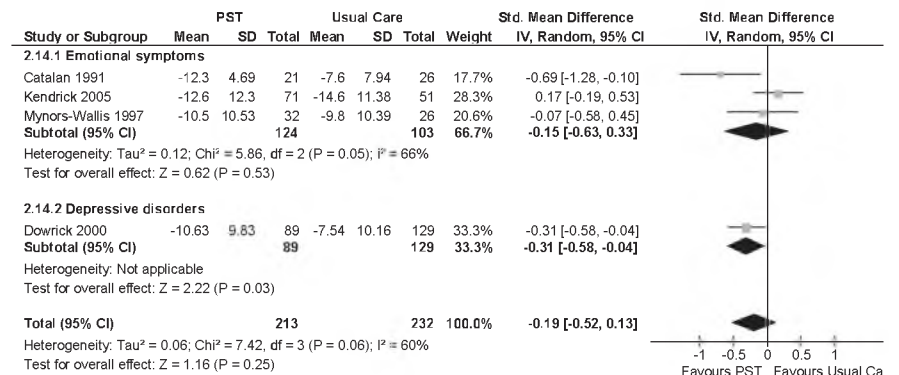 PST Usual Care Std. Mean Difference Std. Mean Difference
Study or Subgroup Mean SD Total Mean SD Total Weight IV, Random, 95% CI IV, Random, 95% CI
2.14.1 Emotional symptoms
Catalan 1991 -12.3 4.69 21 -7.6 7.94 26 17.7% -0.69 [-1.28, -0.10]
Kendrick 2005 -12.6 12.3 71 -14.6 11.38 51 28.3% 0.17 [-0.19, 0.53]
Mynors-Wallis 1997 -10.5 10.53 32 -9.8 10.39 26 20.6% -0.07 [-0.58, 0.45]
Subtotal (95% CI) 124 103 66.7% -0.15 [-0.63, 0.33]
Heterogeneity: Tau² = 0.12; Chi² = 5.86, df = 2 (P = 0.05); I² = 66%
Test for overall effect: Z = 0.62 (P = 0.53)
2.14.2 Depressive disorders
Dowrick 2000 -10.63 9.83 89 -7.54 10.16 129 33.3% -0.31 [-0.58, -0.04]
Subtotal (95% CI) 89 129 33.3% -0.31 [-0.58, -0.04]
Heterogeneity: Not applicable
Test for overall effect: Z = 2.22 (P = 0.03)
Total (95% CI) 213 232 100.0% -0.19 [-0.52, 0.13]
Heterogeneity: Tau² = 0.06; Chi² = 7.42, df = 3 (P = 0.06); I² = 60%
Test for overall effect: Z = 1.16 (P = 0.25)
-1 -0.5 0 0.5 1
Favours PST Favours Usual Ca